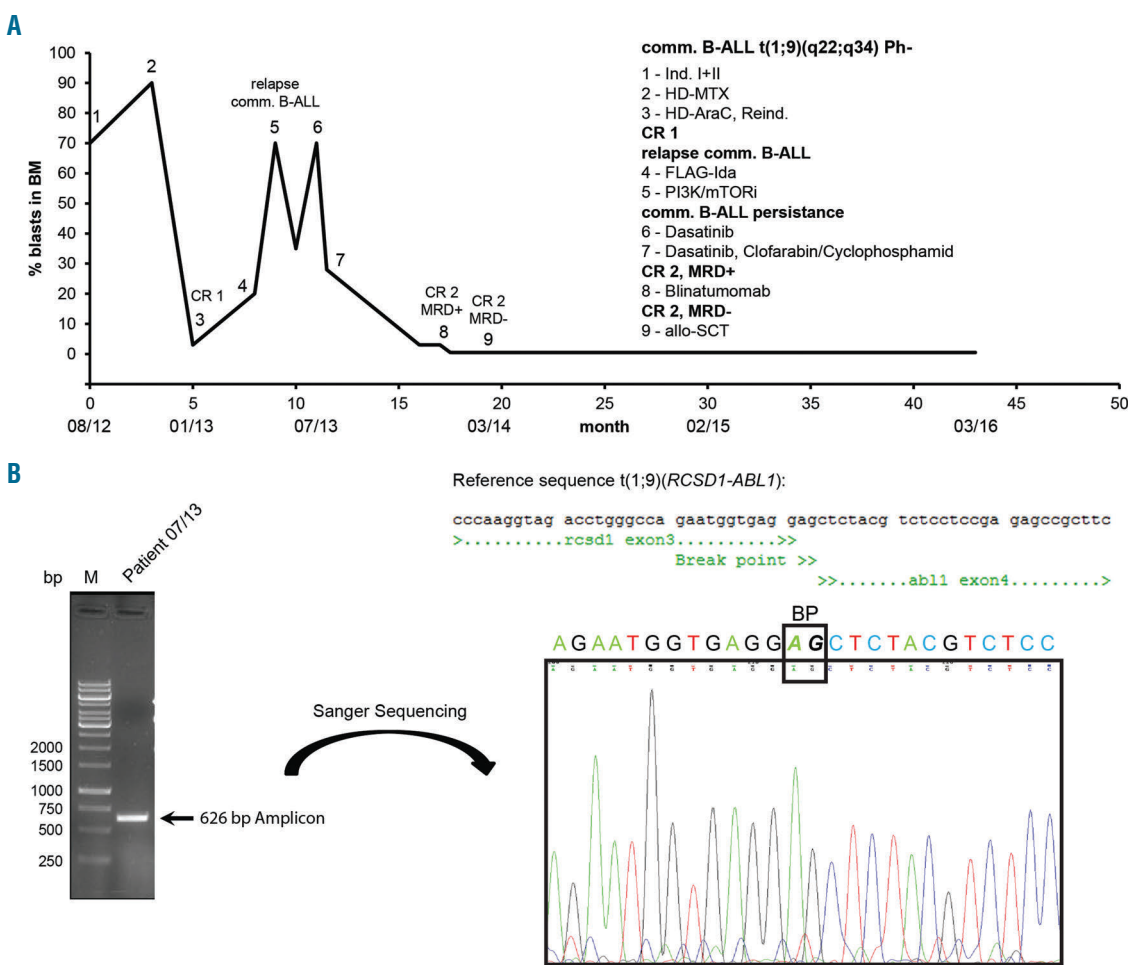 A
% blasts in BM
100
90
80
70
60
50
40
30
20
10
0
1
2
relapse
comm. B-ALL
5
6
CR 1
3
4
7
CR 2
MRD+
8
CR 2
MRD-
9
0 5 10 15 20 25 30 35 40 45 50
08/12 01/13 07/13 03/14 month 02/15 03/16
comm. B-ALL t(1;9)(q22;q34) Ph-
1 - Ind. I+II
2 - HD-MTX
3 - HD-AraC, Reind.
CR 1
relapse comm. B-ALL
4 - FLAG-Ida
5 - PI3K/mTORi
comm. B-ALL persistance
6 - Dasatinib
7 - Dasatinib, Clofarabin/Cyclophosphamid
CR 2, MRD+
8 - Blinatumomab
CR 2, MRD-
9 - allo-SCT
B
bp M Patient 07/13
2000
1500
1000
750
500
250
626 bp Amplicon
Sanger Sequencing
Reference sequence t(1;9)(RCSD1-ABL1):
cccaaggtag acctgggcca gaatggtgag gagctctacg tctcctccga gagccgcttc
>..........rcsd1 exon3..........>>
Break point >>
>>.......abl1 exon4.........>
BP
AGAATGGTGAGGAGCTCTACGTCTCC